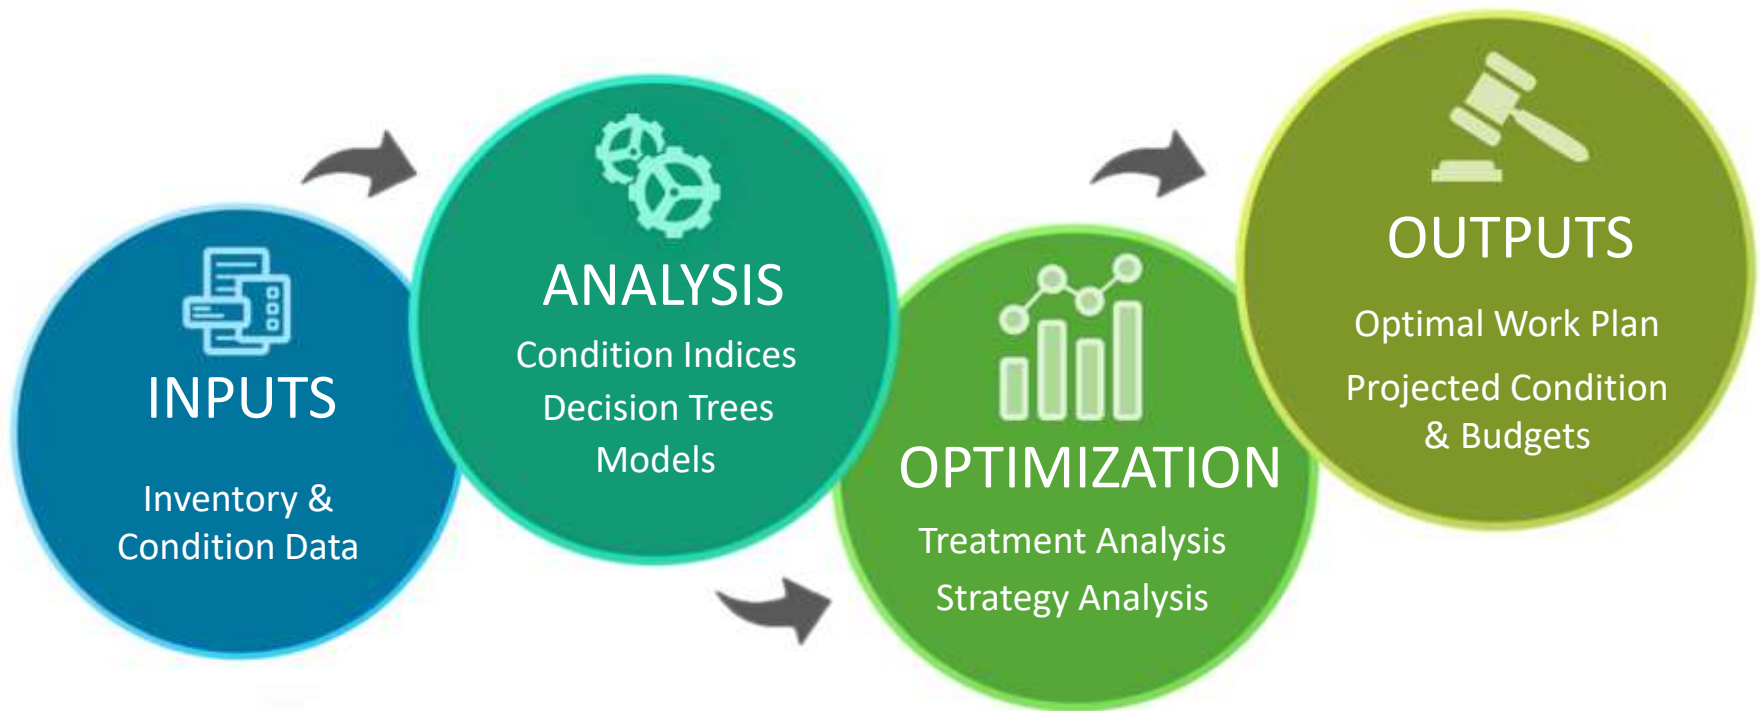 INPUTS
Inventory &
Condition Data
ANALYSIS
Condition Indices
Decision Trees
Models
OPTIMIZATION
Treatment Analysis
Strategy Analysis
OUTPUTS
Optimal Work Plan
Projected Condition
& Budgets